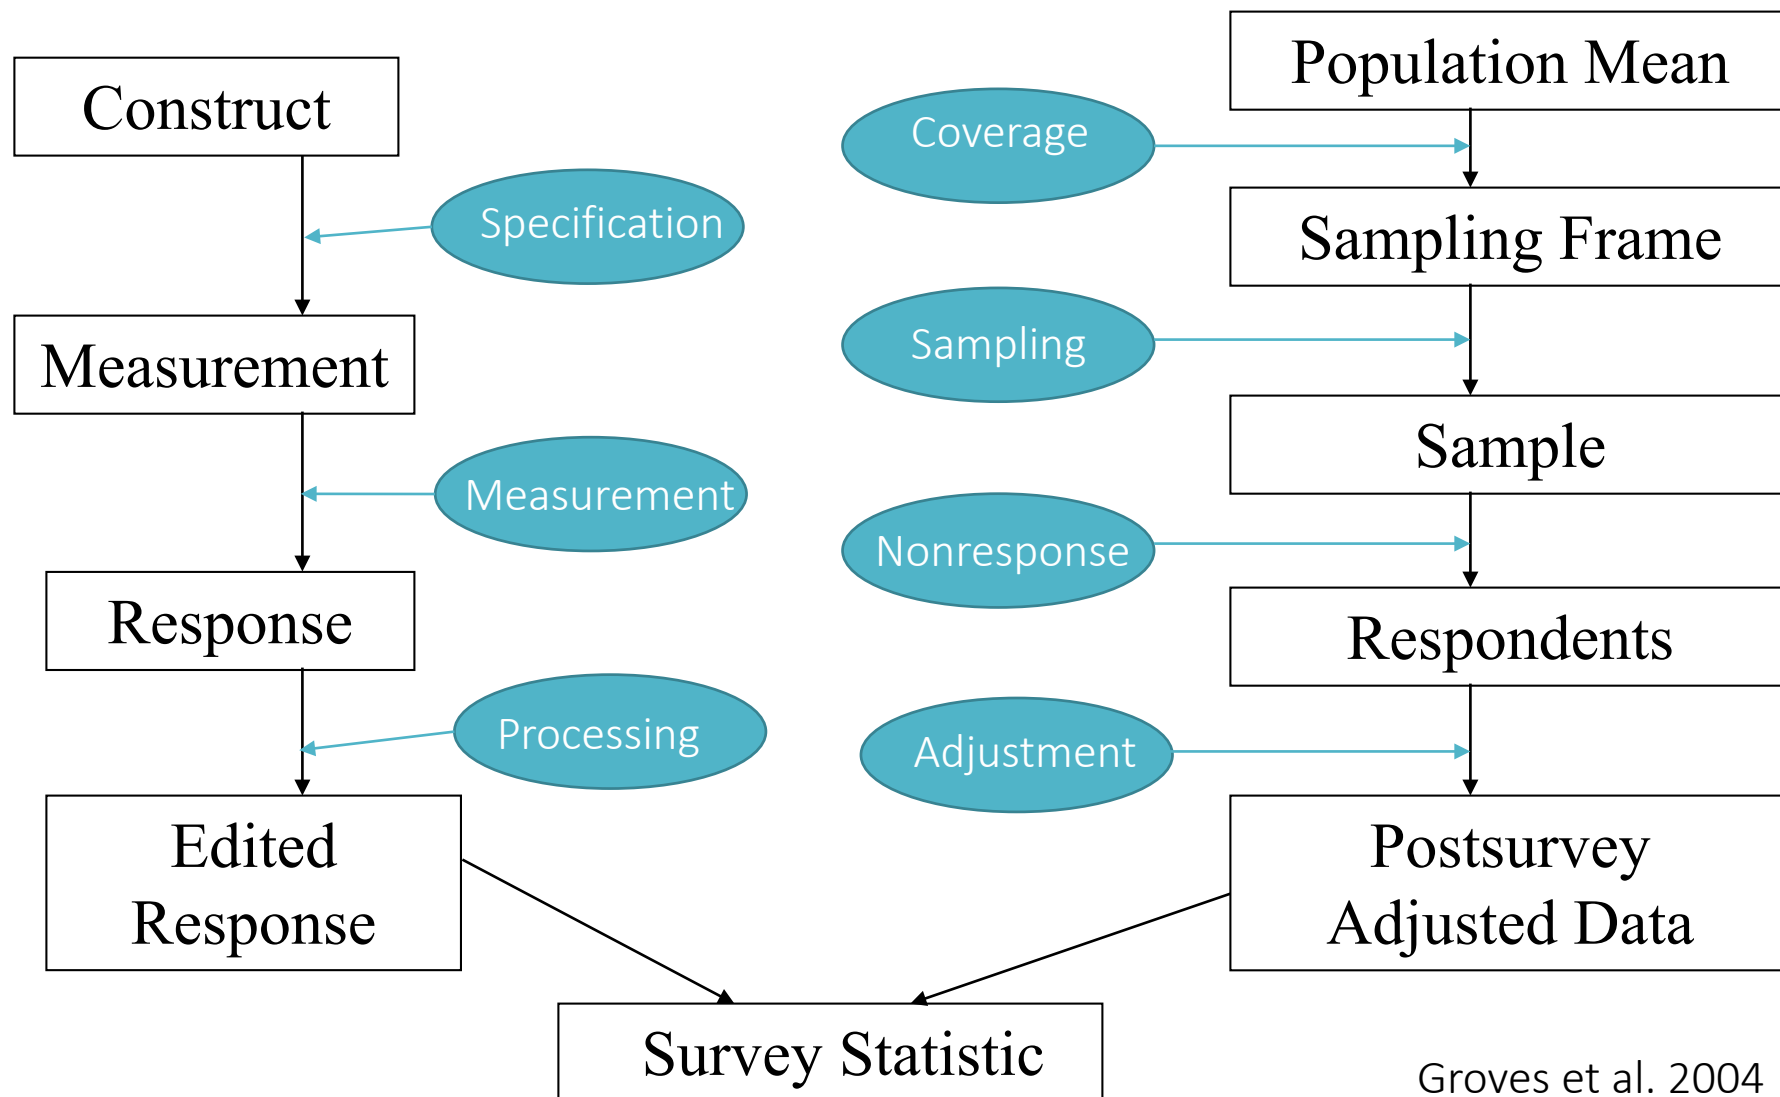 Construct
Specification
Measurement
Measurement
Response
Processing
Edited
Response
Population Mean
Coverage
Sampling Frame
Sampling
Sample
Nonresponse
Respondents
Adjustment
Postsurvey
Adjusted Data
Survey Statistic
Groves et al. 2004